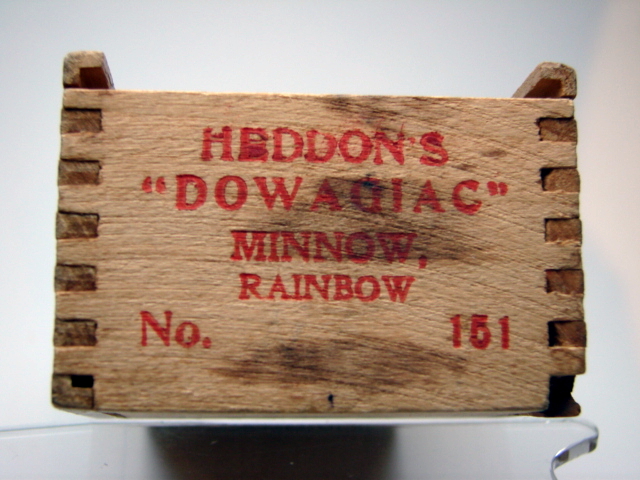 HEDDON'S
"DOWAGIAC"
MINNOW,
RAINBOW
No. 151